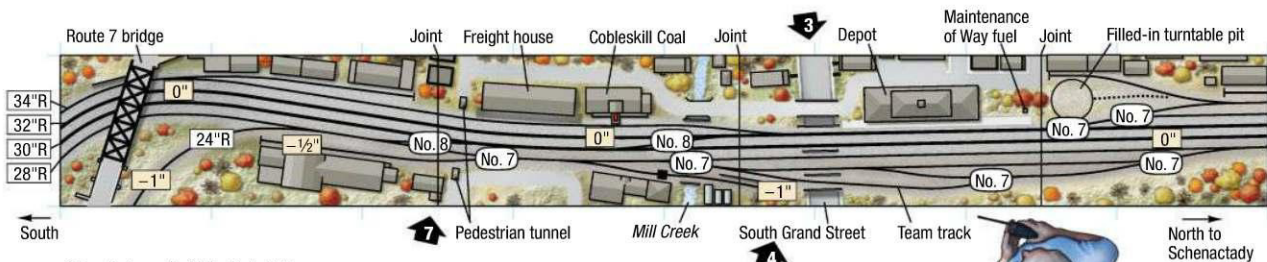 Route 7 bridge
Joint
Freight house
Cobleskill Coal
Joint
3
Depot
Maintenance
of Way fuel
Joint
Filled-in turntable pit
34"R
32"R
30"R
28"R
0"
24"R
–½"
–1"
No. 8
No. 7
0"
No. 8
No. 7
–1"
No. 7
No. 7
No. 7
No. 7
0"
South
7
Pedestrian tunnel
Mill Creek
South Grand Street
4
Team track
North to
Schenactady